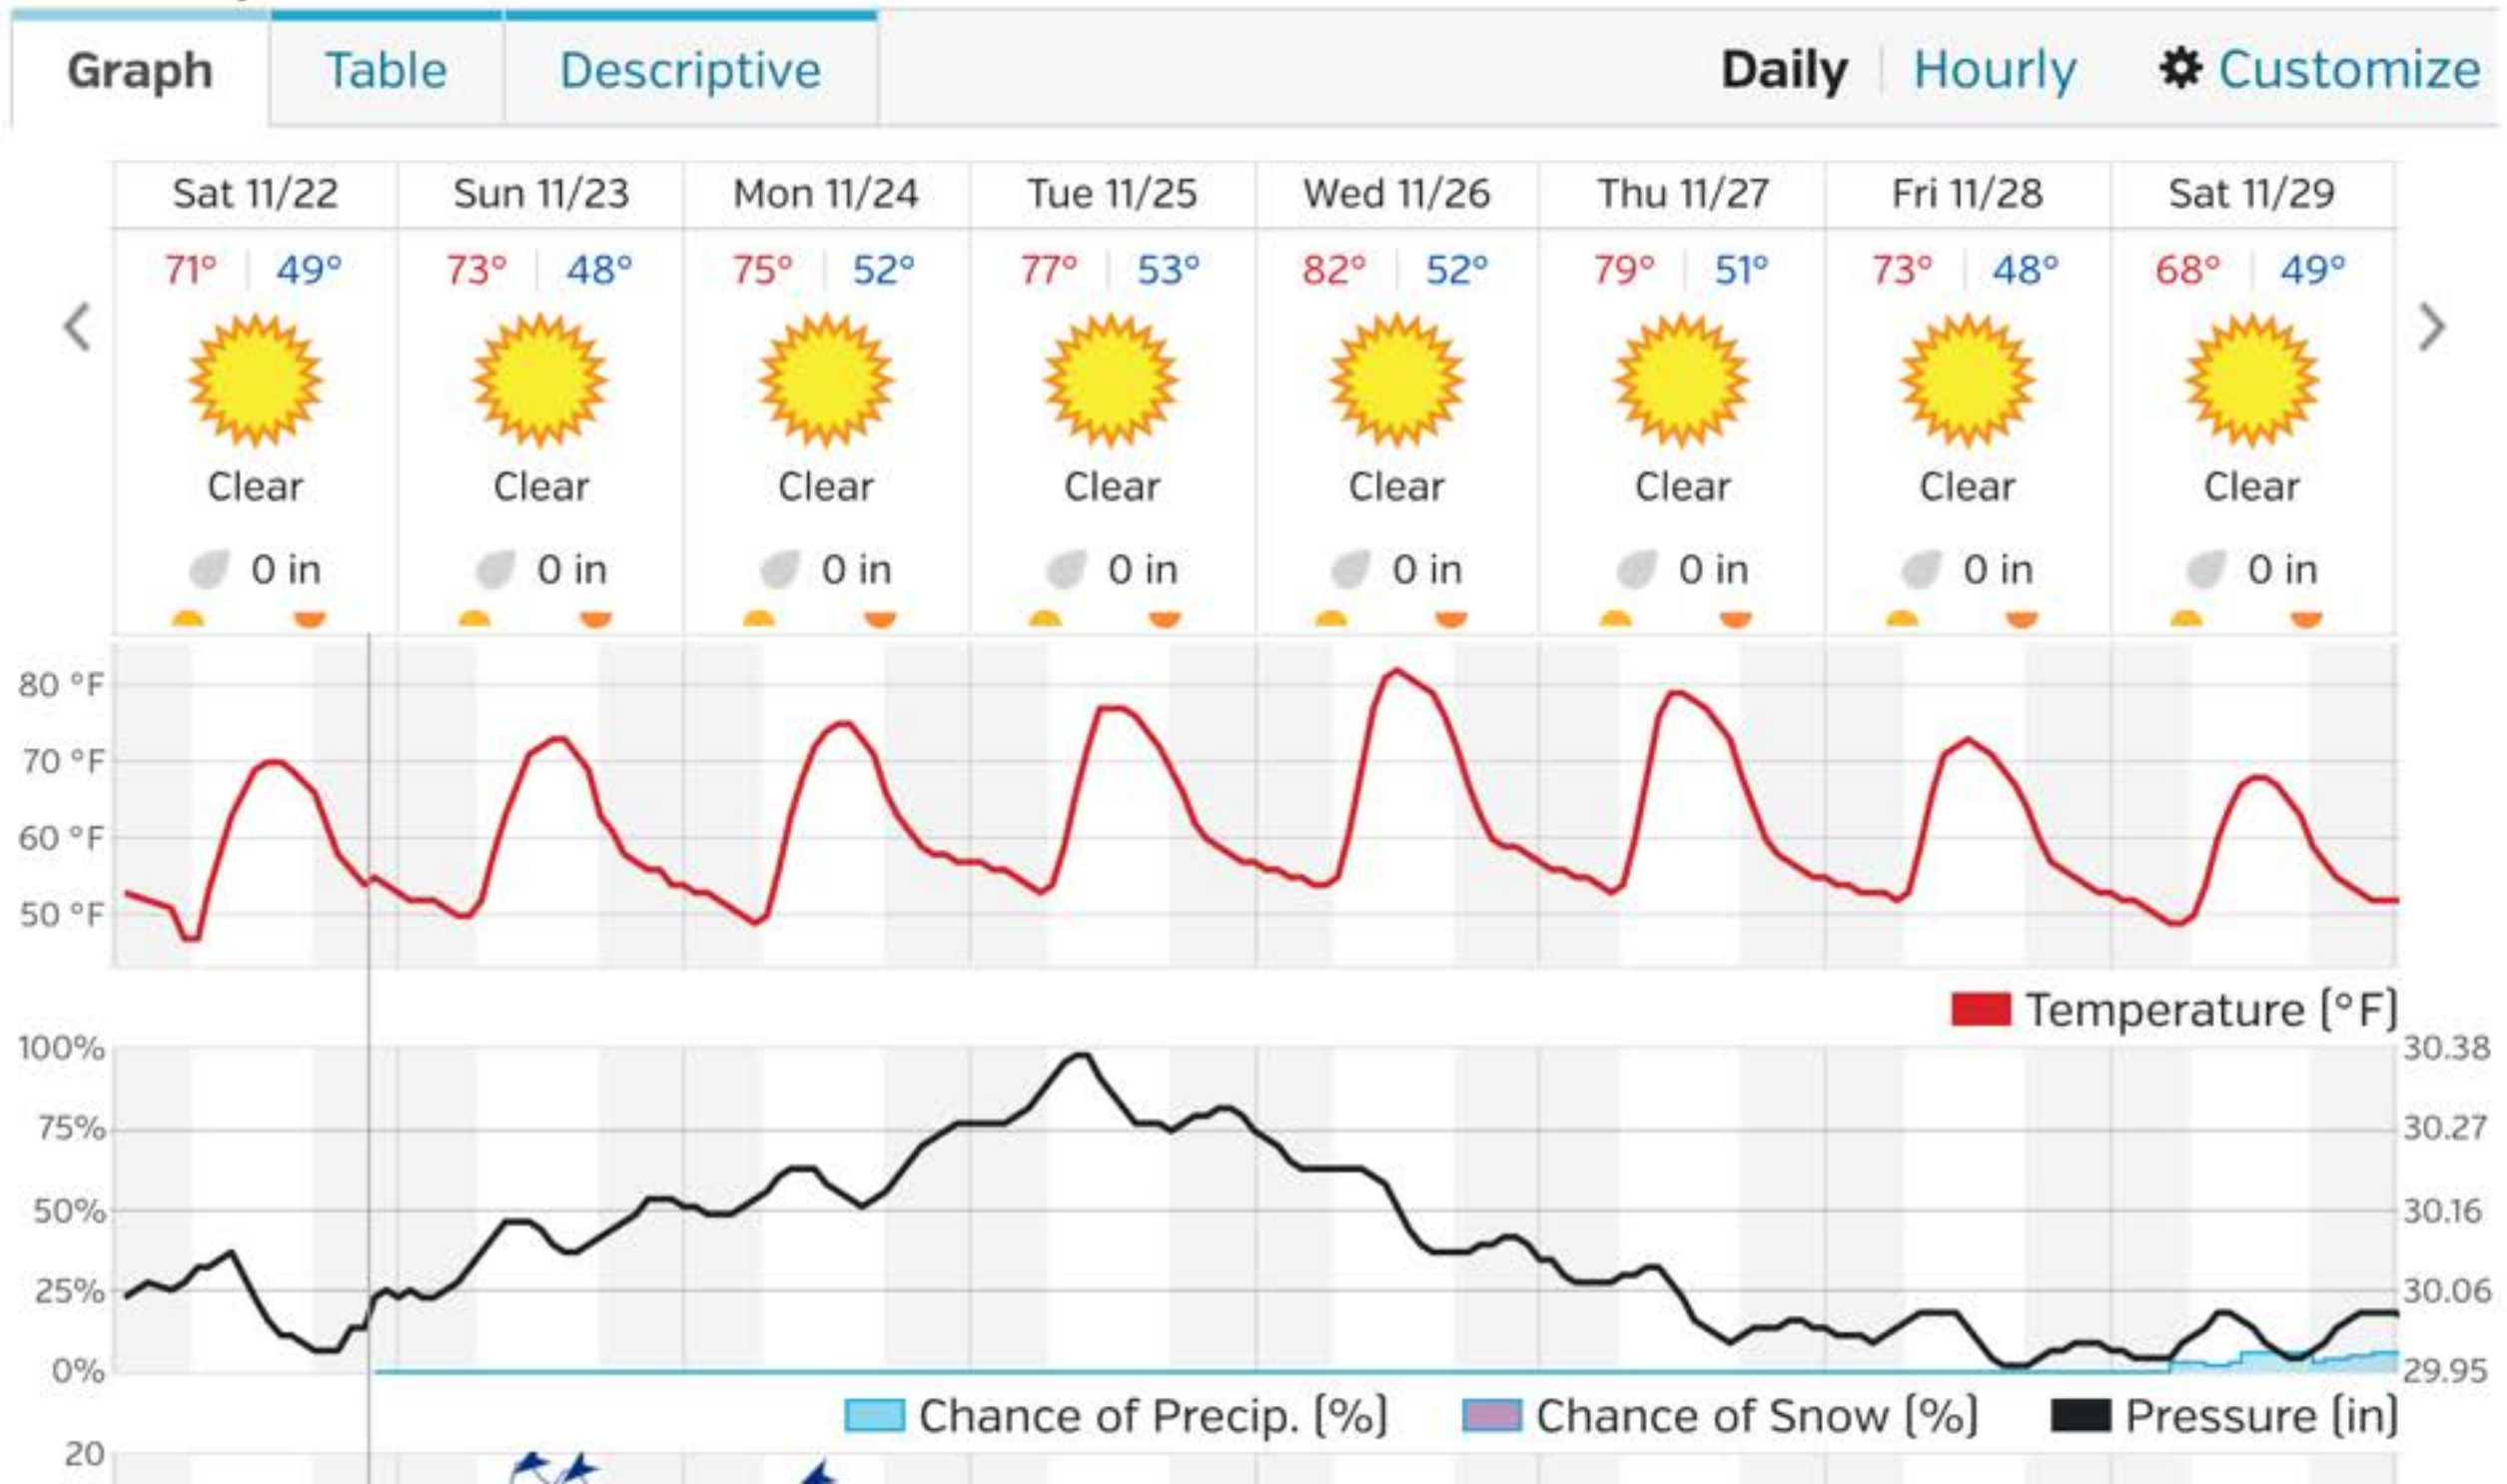 Graph Table Descriptive Daily Hourly Customize
Sat 11/22 Sun 11/23 Mon 11/24 Tue 11/25 Wed 11/26 Thu 11/27 Fri 11/28 Sat 11/29
71° 49° 73° 48° 75° 52° 77° 53° 82° 52° 79° 51° 73° 48° 68° 49°
Clear Clear Clear Clear Clear Clear Clear Clear
0 in 0 in 0 in 0 in 0 in 0 in 0 in 0 in
80 °F
70 °F
60 °F
50 °F
Temperature (°F)
100% 30.38
75% 30.27
50% 30.16
25% 30.06
0% 29.95
Chance of Precip. (%) Chance of Snow (%) Pressure (in)
20